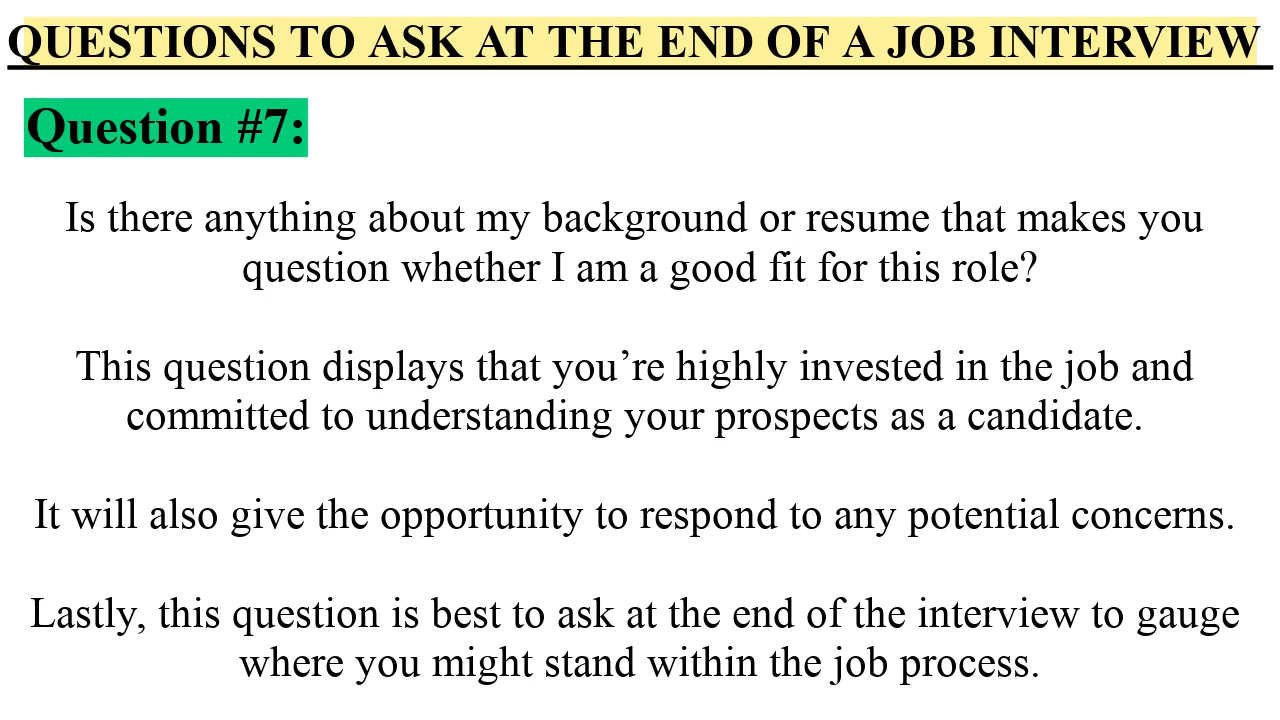 QUESTIONS TO ASK AT THE END OF A JOB INTERVIEW
Question #7:
Is there anything about my background or resume that makes you
question whether I am a good fit for this role?
This question displays that you’re highly invested in the job and
committed to understanding your prospects as a candidate.
It will also give the opportunity to respond to any potential concerns.
Lastly, this question is best to ask at the end of the interview to gauge
where you might stand within the job process.